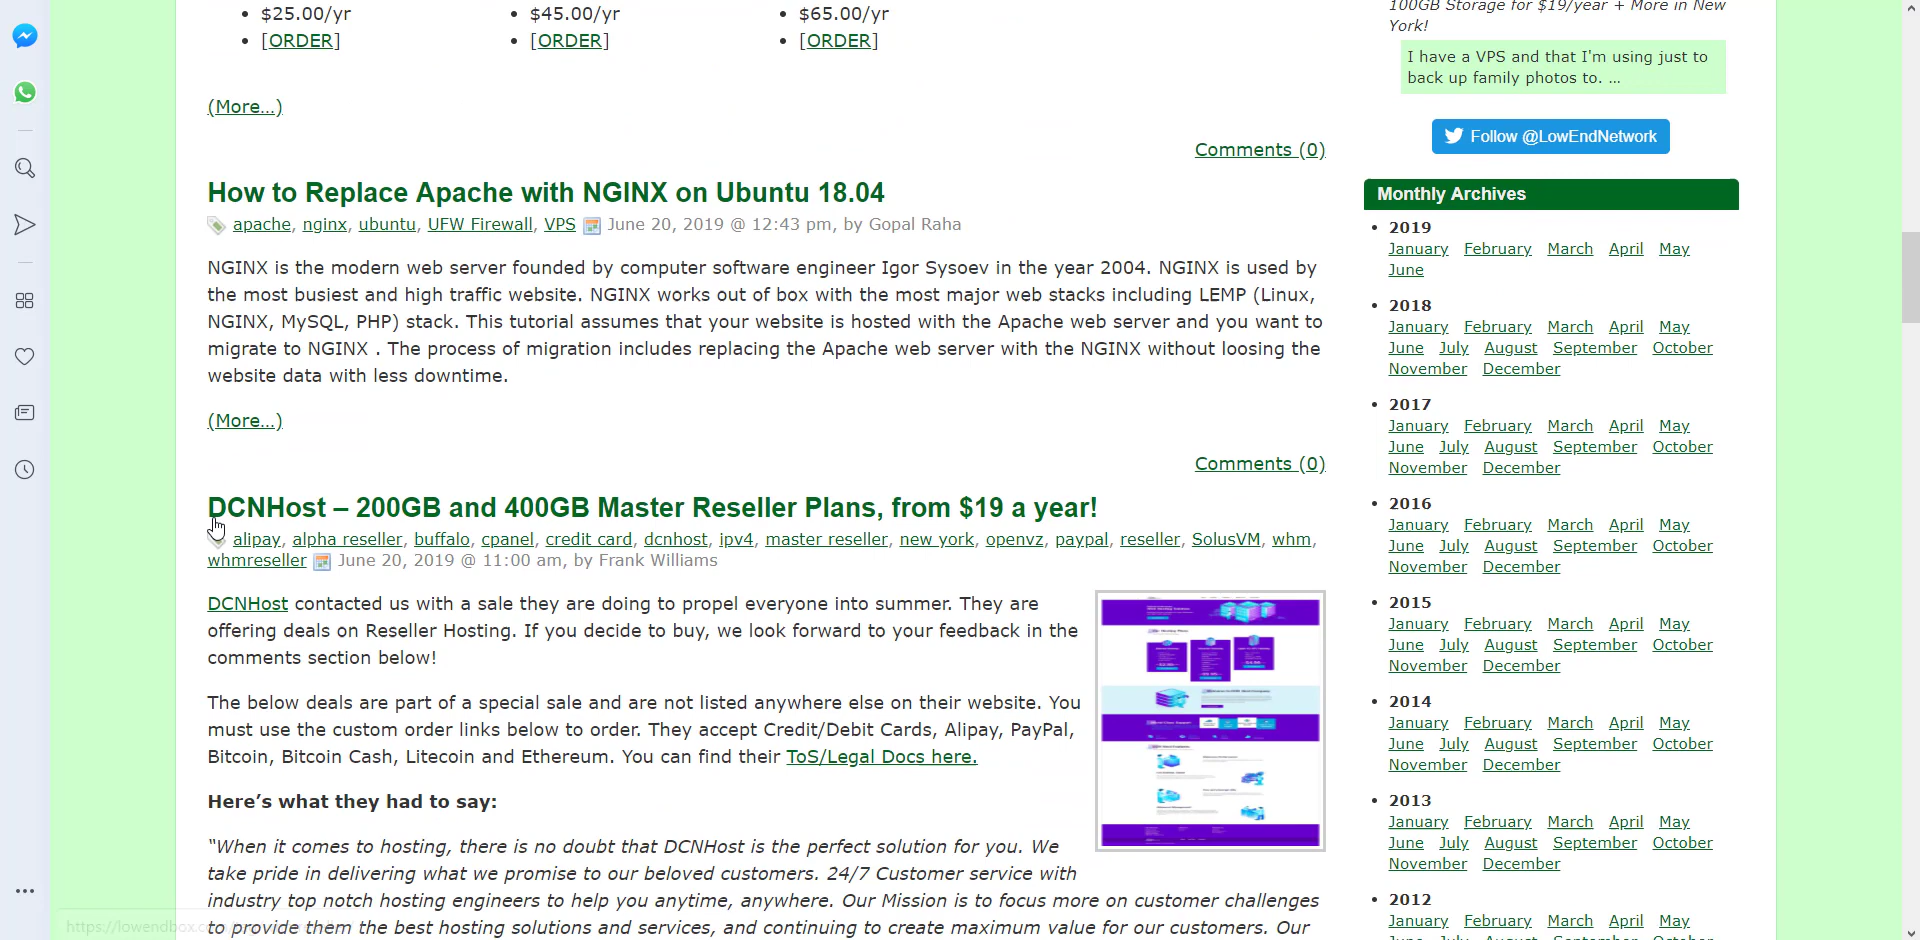 • $25.00/yr • $45.00/yr • $65.00/yr
• [ORDER] • [ORDER] • [ORDER]
(More...)
Comments (0)
How to Replace Apache with NGINX on Ubuntu 18.04
apache, nginx, ubuntu, UFW Firewall, VPS June 20, 2019 @ 12:43 pm, by Gopal Raha
NGINX is the modern web server founded by computer software engineer Igor Sysoev in the year 2004. NGINX is used by
the most busiest and high traffic website. NGINX works out of box with the most major web stacks including LEMP (Linux,
NGINX, MySQL, PHP) stack. This tutorial assumes that your website is hosted with the Apache web server and you want to
migrate to NGINX . The process of migration includes replacing the Apache web server with the NGINX without loosing the
website data with less downtime.
(More...)
Comments (0)
DCNHost – 200GB and 400GB Master Reseller Plans, from $19 a year!
alipay, alpha reseller, buffalo, cpanel, credit card, dcnhost, ipv4, master reseller, new york, openvz, paypal, reseller, SolusVM, whm,
whmreseller June 20, 2019 @ 11:00 am, by Frank Williams
DCNHost contacted us with a sale they are doing to propel everyone into summer. They are
offering deals on Reseller Hosting. If you decide to buy, we look forward to your feedback in the
comments section below!
The below deals are part of a special sale and are not listed anywhere else on their website. You
must use the custom order links below to order. They accept Credit/Debit Cards, Alipay, PayPal,
Bitcoin, Bitcoin Cash, Litecoin and Ethereum. You can find their ToS/Legal Docs here.
Here’s what they had to say:
“When it comes to hosting, there is no doubt that DCNHost is the perfect solution for you. We
take pride in delivering what we promise to our beloved customers. 24/7 Customer service with
industry top notch hosting engineers to help you anytime, anywhere. Our Mission is to focus more on customer challenges
to provide them the best hosting solutions and services, and continuing to create maximum value for our customers. Our
100GB Storage for $19/year + More in New
York!
I have a VPS and that I'm using just to
back up family photos to. ...
Follow @LowEndNetwork
Monthly Archives
• 2019
January February March April May
June
• 2018
January February March April May
June July August September October
November December
• 2017
January February March April May
June July August September October
November December
• 2016
January February March April May
June July August September October
November December
• 2015
January February March April May
June July August September October
November December
• 2014
January February March April May
June July August September October
November December
• 2013
January February March April May
June July August September October
November December
• 2012
January February March April May